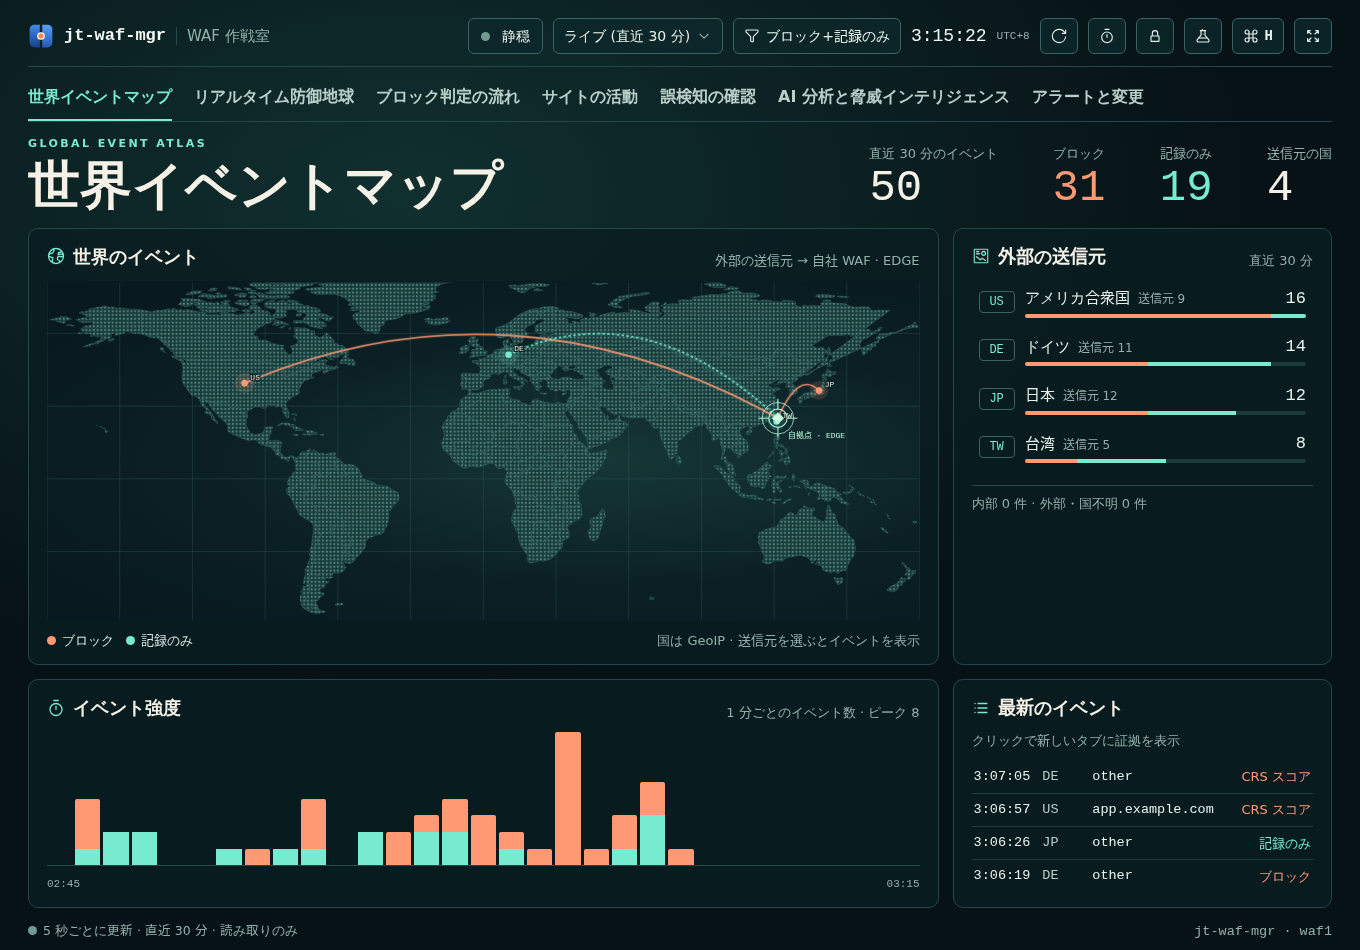 jt-waf-mgr WAF 作戦室 静穏 ライブ (直近 30 分) ブロック+記録のみ 3:15:22 UTC+8 ⌘ H
世界イベントマップ リアルタイム防御地球 ブロック判定の流れ サイトの活動 誤検知の確認 AI 分析と脅威インテリジェンス アラートと変更
GLOBAL EVENT ATLAS
世界イベントマップ
直近 30 分のイベント ブロック 記録のみ 送信元の国
50 31 19 4
世界のイベント
外部の送信元 → 自社 WAF · EDGE
US
DE
JP
自拠点 · EDGE
ブロック 記録のみ
国は GeoIP · 送信元を選ぶとイベントを表示
外部の送信元
直近 30 分
US アメリカ合衆国 送信元 9 16
DE ドイツ 送信元 11 14
JP 日本 送信元 12 12
TW 台湾 送信元 5 8
内部 0 件 · 外部・国不明 0 件
イベント強度
1 分ごとのイベント数 · ピーク 8
02:45 03:15
最新のイベント
クリックで新しいタブに証拠を表示
3:07:05 DE other CRS スコア
3:06:57 US app.example.com CRS スコア
3:06:26 JP other 記録のみ
3:06:19 DE other ブロック
5 秒ごとに更新 · 直近 30 分 · 読み取りのみ
jt-waf-mgr · waf1